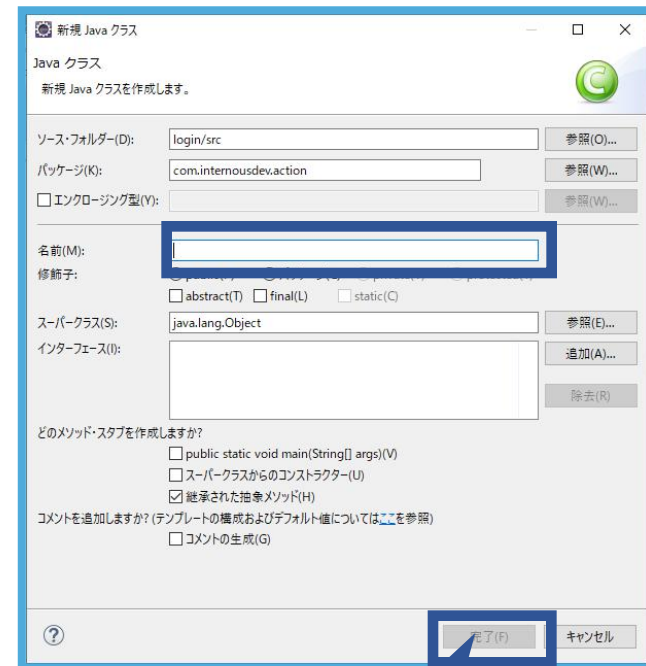 新規 Java クラス
Java クラス
新規 Java クラスを作成します。
ソース・フォルダー(D): login/src 参照(O)...
パッケージ(K): com.internousdev.action 参照(W)...
エンクロージング型(Y): 参照(W)...
名前(M):
修飾子:
abstract(T) final(L) static(C)
スーパークラス(S): java.lang.Object 参照(E)...
インターフェース(I): 追加(A)...
除去(R)
どのメソッド・スタブを作成しますか?
public static void main(String[] args)(V)
スーパークラスからのコンストラクター(U)
継承された抽象メソッド(H)
コメントを追加しますか? (テンプレートの構成およびデフォルト値についてはここを参照)
コメントの生成(G)
完了(F) キャンセル